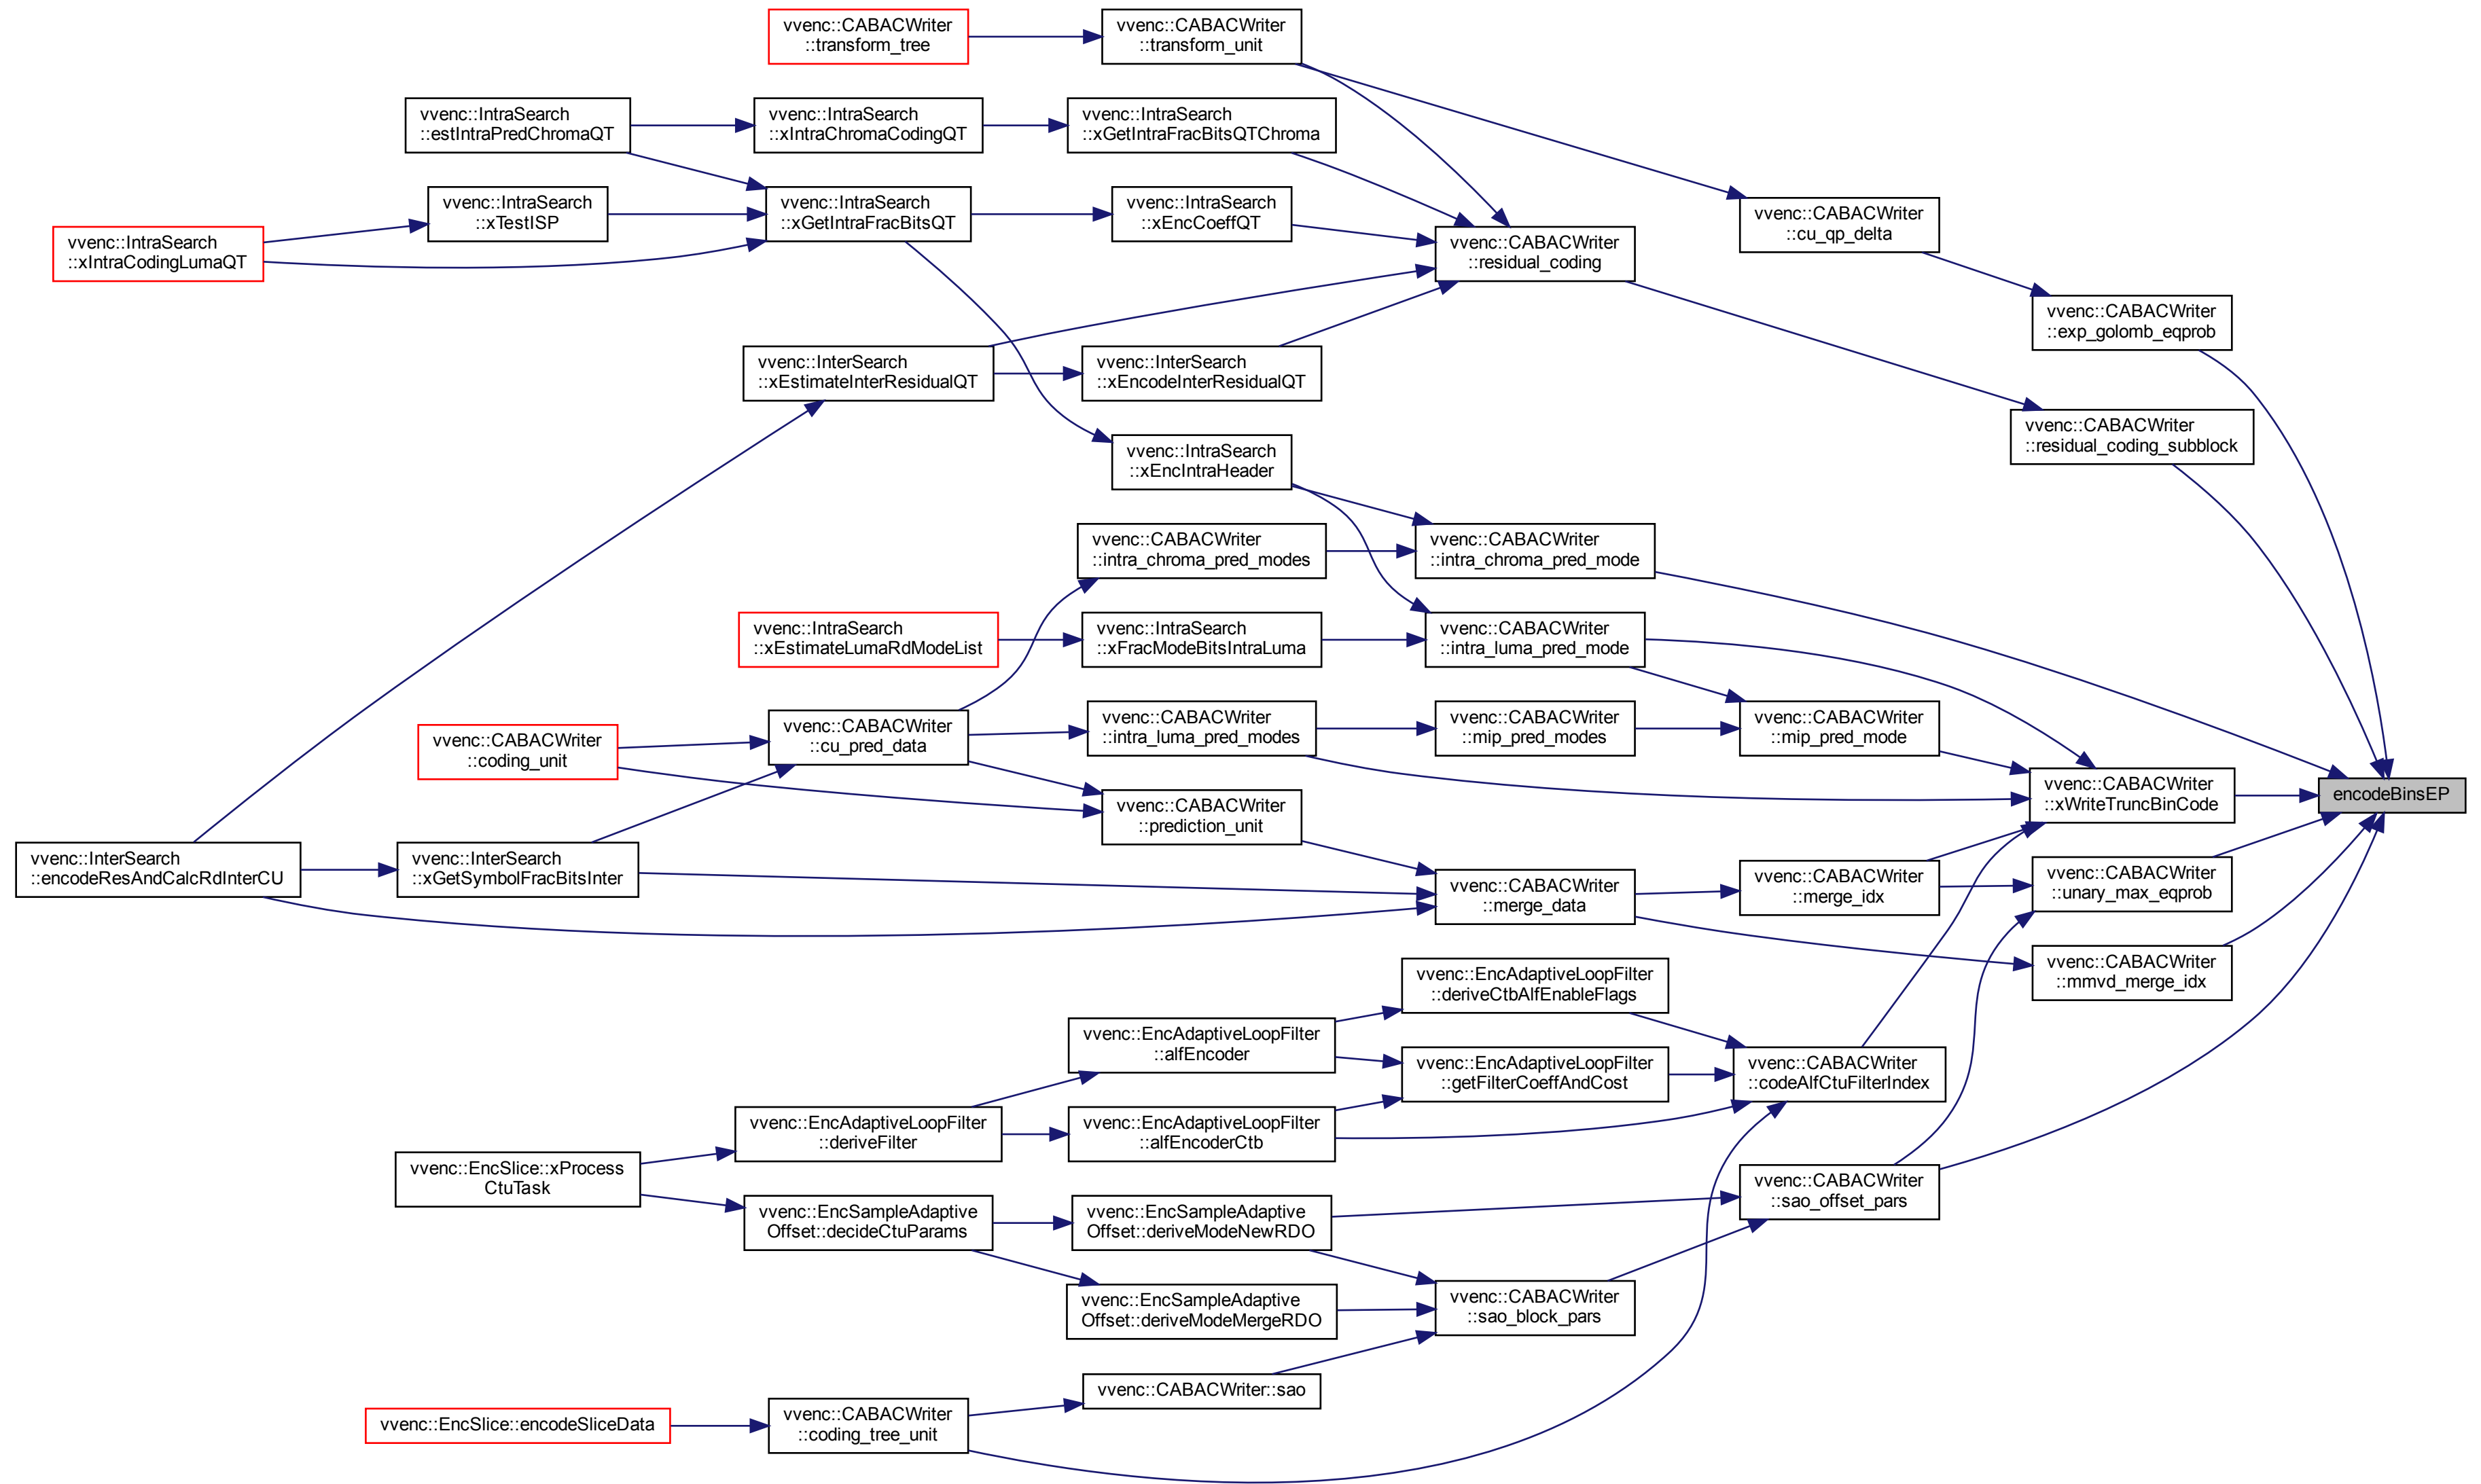 vvenc::CABACWriter
::transform_tree
vvenc::CABACWriter
::transform_unit
vvenc::IntraSearch
::estIntraPredChromaQT
vvenc::IntraSearch
::xIntraChromaCodingQT
vvenc::IntraSearch
::xGetIntraFracBitsQTChroma
vvenc::IntraSearch
::xTestISP
vvenc::IntraSearch
::xGetIntraFracBitsQT
vvenc::IntraSearch
::xEncCoeffQT
vvenc::CABACWriter
::cu_qp_delta
vvenc::IntraSearch
::xIntraCodingLumaQT
vvenc::CABACWriter
::residual_coding
vvenc::CABACWriter
::exp_golomb_eqprob
vvenc::InterSearch
::xEstimateInterResidualQT
vvenc::InterSearch
::xEncodeInterResidualQT
vvenc::CABACWriter
::residual_coding_subblock
vvenc::IntraSearch
::xEncIntraHeader
vvenc::CABACWriter
::intra_chroma_pred_modes
vvenc::CABACWriter
::intra_chroma_pred_mode
vvenc::IntraSearch
::xEstimateLumaRdModeList
vvenc::IntraSearch
::xFracModeBitsIntraLuma
vvenc::CABACWriter
::intra_luma_pred_mode
vvenc::CABACWriter
::coding_unit
vvenc::CABACWriter
::cu_pred_data
vvenc::CABACWriter
::intra_luma_pred_modes
vvenc::CABACWriter
::mip_pred_modes
vvenc::CABACWriter
::mip_pred_mode
vvenc::CABACWriter
::xWriteTruncBinCode
encodeBinsEP
vvenc::CABACWriter
::prediction_unit
vvenc::InterSearch
::encodeResAndCalcRdInterCU
vvenc::InterSearch
::xGetSymbolFracBitsInter
vvenc::CABACWriter
::merge_data
vvenc::CABACWriter
::merge_idx
vvenc::CABACWriter
::unary_max_eqprob
vvenc::CABACWriter
::mmvd_merge_idx
vvenc::EncAdaptiveLoopFilter
::deriveCtbAlfEnableFlags
vvenc::EncAdaptiveLoopFilter
::alfEncoder
vvenc::EncAdaptiveLoopFilter
::getFilterCoeffAndCost
vvenc::CABACWriter
::codeAlfCtuFilterIndex
vvenc::EncAdaptiveLoopFilter
::deriveFilter
vvenc::EncAdaptiveLoopFilter
::alfEncoderCtb
vvenc::EncSlice::xProcess
CtuTask
vvenc::EncSampleAdaptive
Offset::decideCtuParams
vvenc::EncSampleAdaptive
Offset::deriveModeNewRDO
vvenc::CABACWriter
::sao_offset_pars
vvenc::EncSampleAdaptive
Offset::deriveModeMergeRDO
vvenc::CABACWriter
::sao_block_pars
vvenc::CABACWriter::sao
vvenc::EncSlice::encodeSliceData
vvenc::CABACWriter
::coding_tree_unit